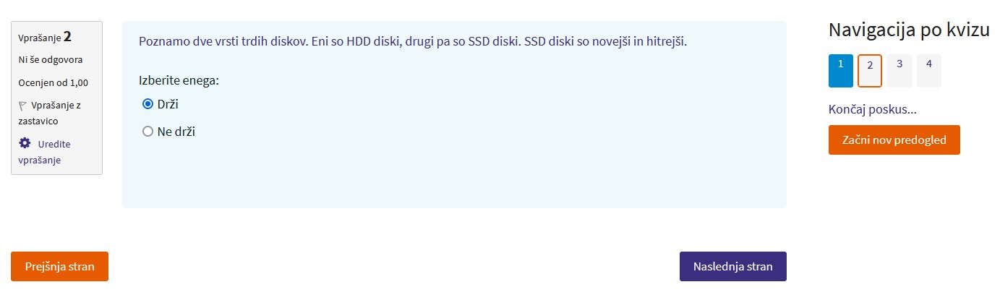 Vprašanje 2
Ni še odgovora
Ocenjen od 1,00
Vprašanje z
zastavico
Uredite
vprašanje
Poznamo dve vrsti trdih diskov. Eni so HDD diski, drugi pa so SSD diski. SSD diski so novejši in hitrejši.
Izberite enega:
Drži
Ne drži
Prejšnja stran
Naslednja stran
Navigacija po kvizu
1 2 3 4
Končaj poskus...
Začni nov predogled